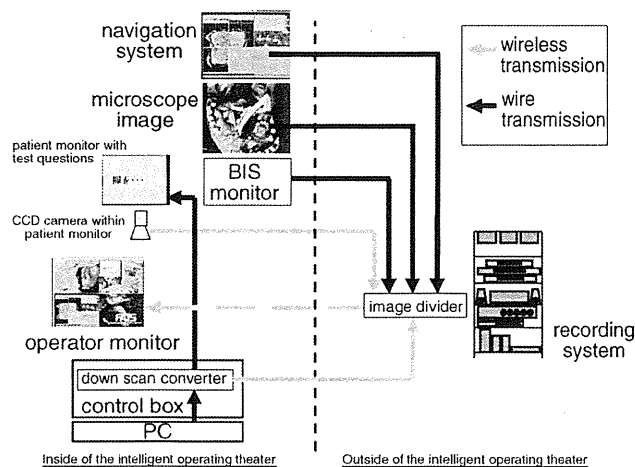 navigation
system
wireless
transmission
microscope
image
wire
transmission
patient monitor with
test questions
BIS
monitor
CCD camera within
patient monitor
image divider
operator monitor
recording
system
down scan converter
control box
PC
Inside of the intelligent operating theater
Outside of the intelligent operating theater